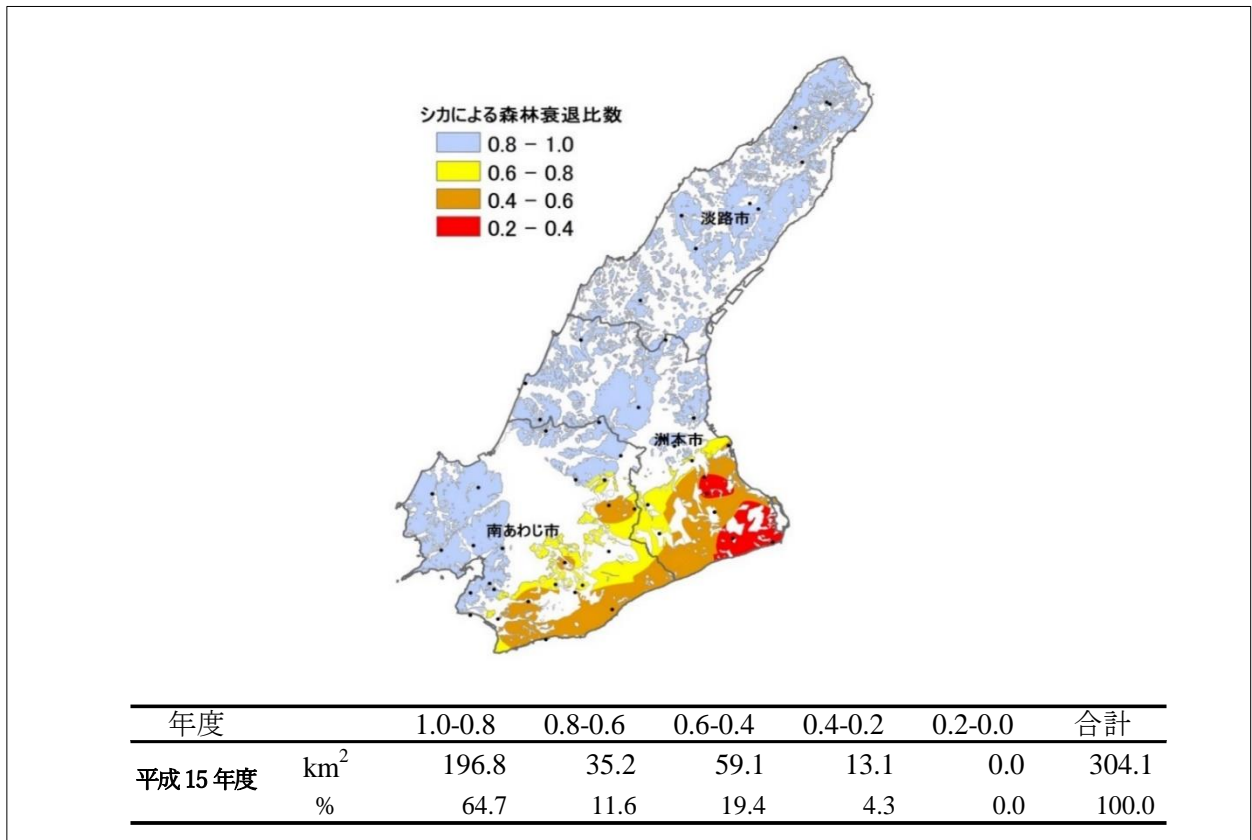 シカによる森林衰退比数
0.8 - 1.0
0.6 - 0.8
0.4 - 0.6
0.2 - 0.4
淡路市
洲本市
南あわじ市
年度 1.0-0.8 0.8-0.6 0.6-0.4 0.4-0.2 0.2-0.0 合計
平成15年度 km² 196.8 35.2 59.1 13.1 0.0 304.1
% 64.7 11.6 19.4 4.3 0.0 100.0